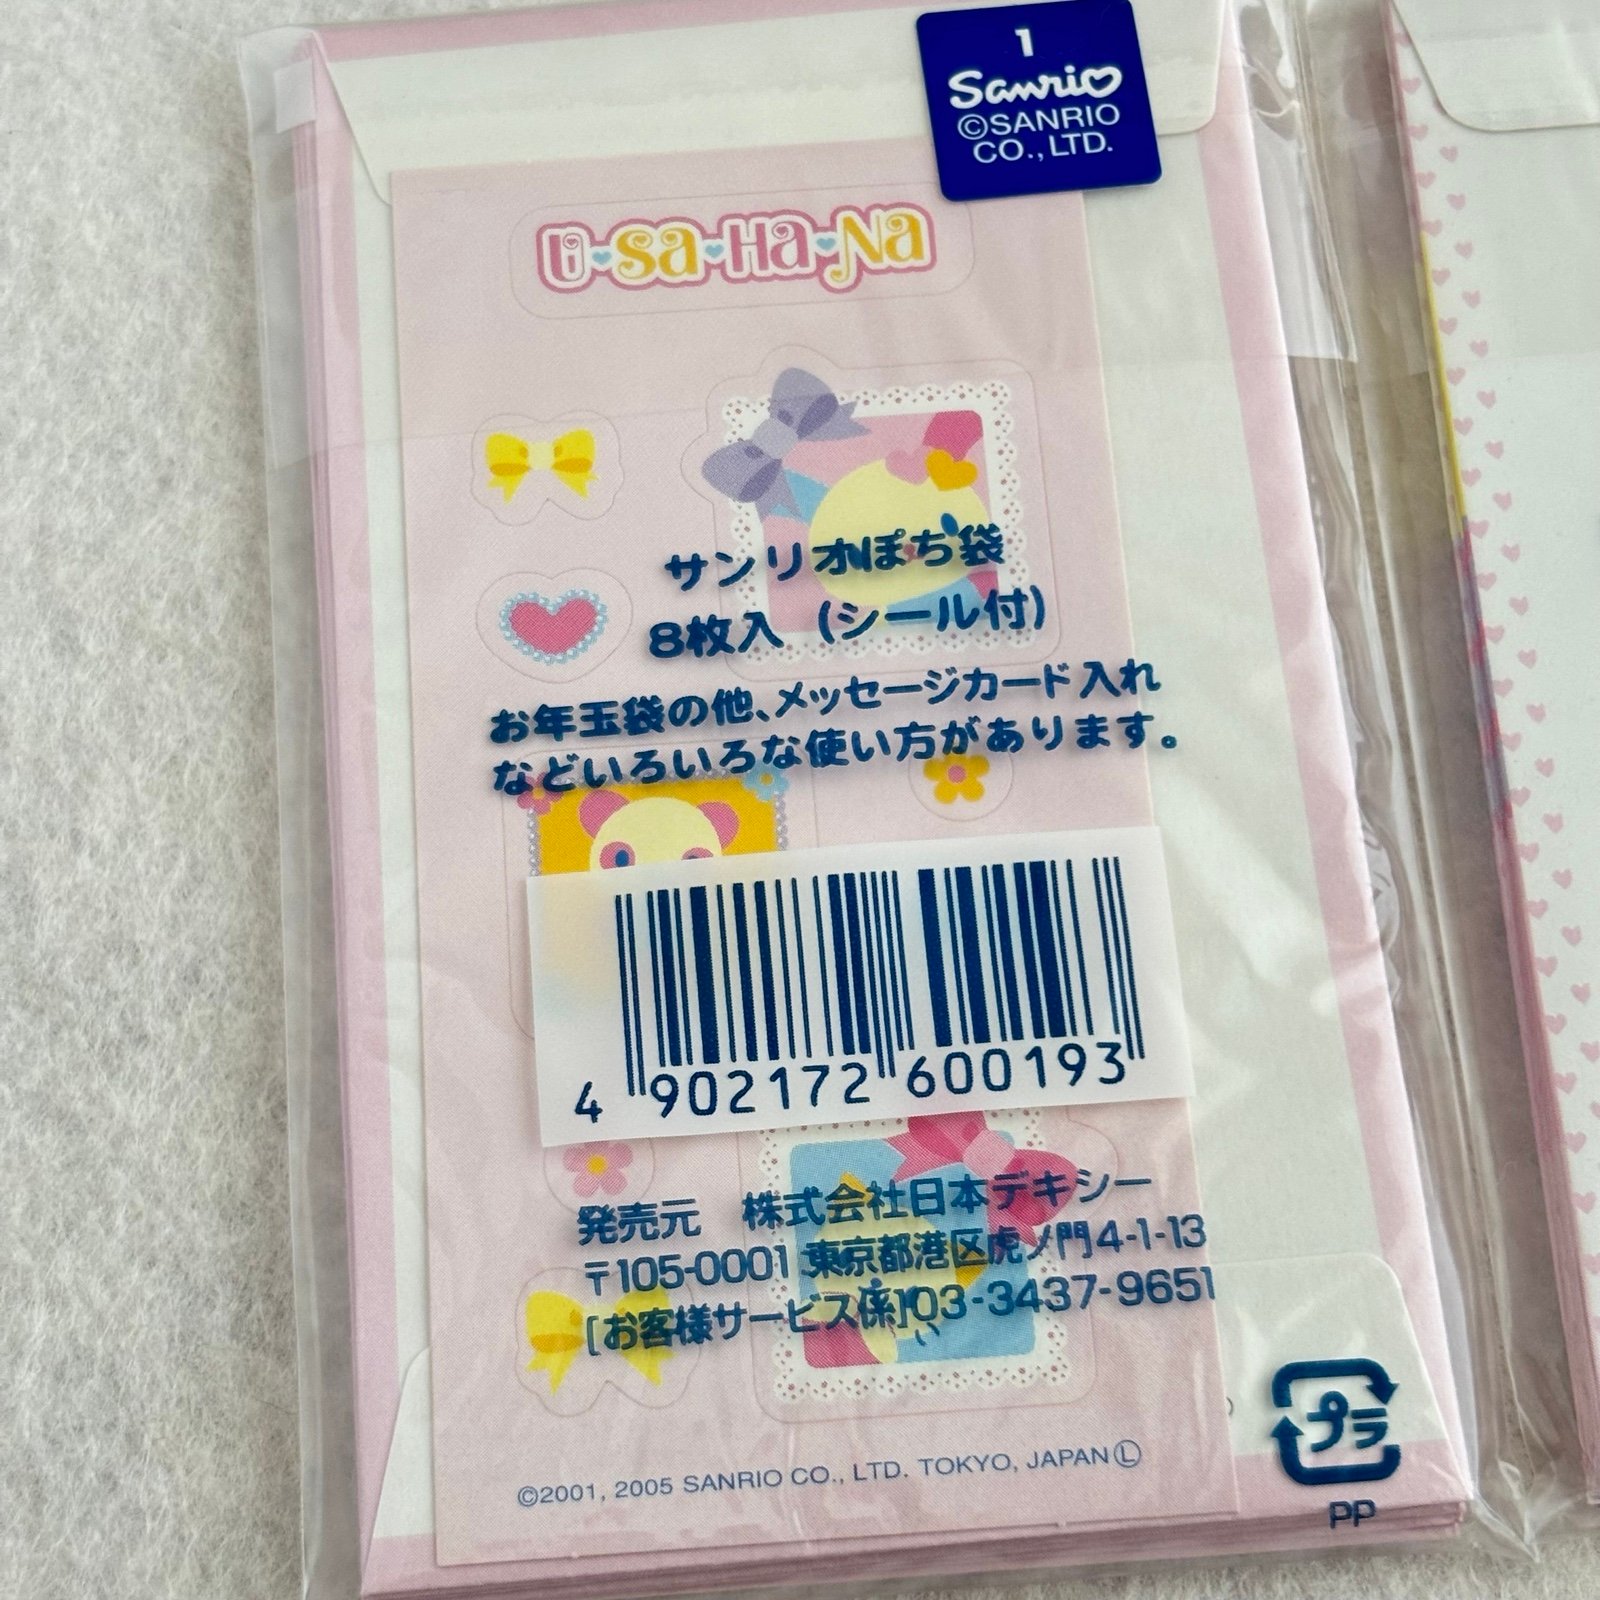 1
Sanrio
©SANRIO
CO., LTD.
U•SA•HA•NA
サンリオぽち袋
8枚入 (シール付)
お年玉袋の他、メッセージカード入れ
などいろいろな使い方があります。
4 902172 600193
発売元 株式会社日本デキシー
〒105-0001 東京都港区虎ノ門4-1-13
[お客様サービス係]03-3437-9651
©2001, 2005 SANRIO CO., LTD. TOKYO, JAPAN Ⓛ
プラ
PP